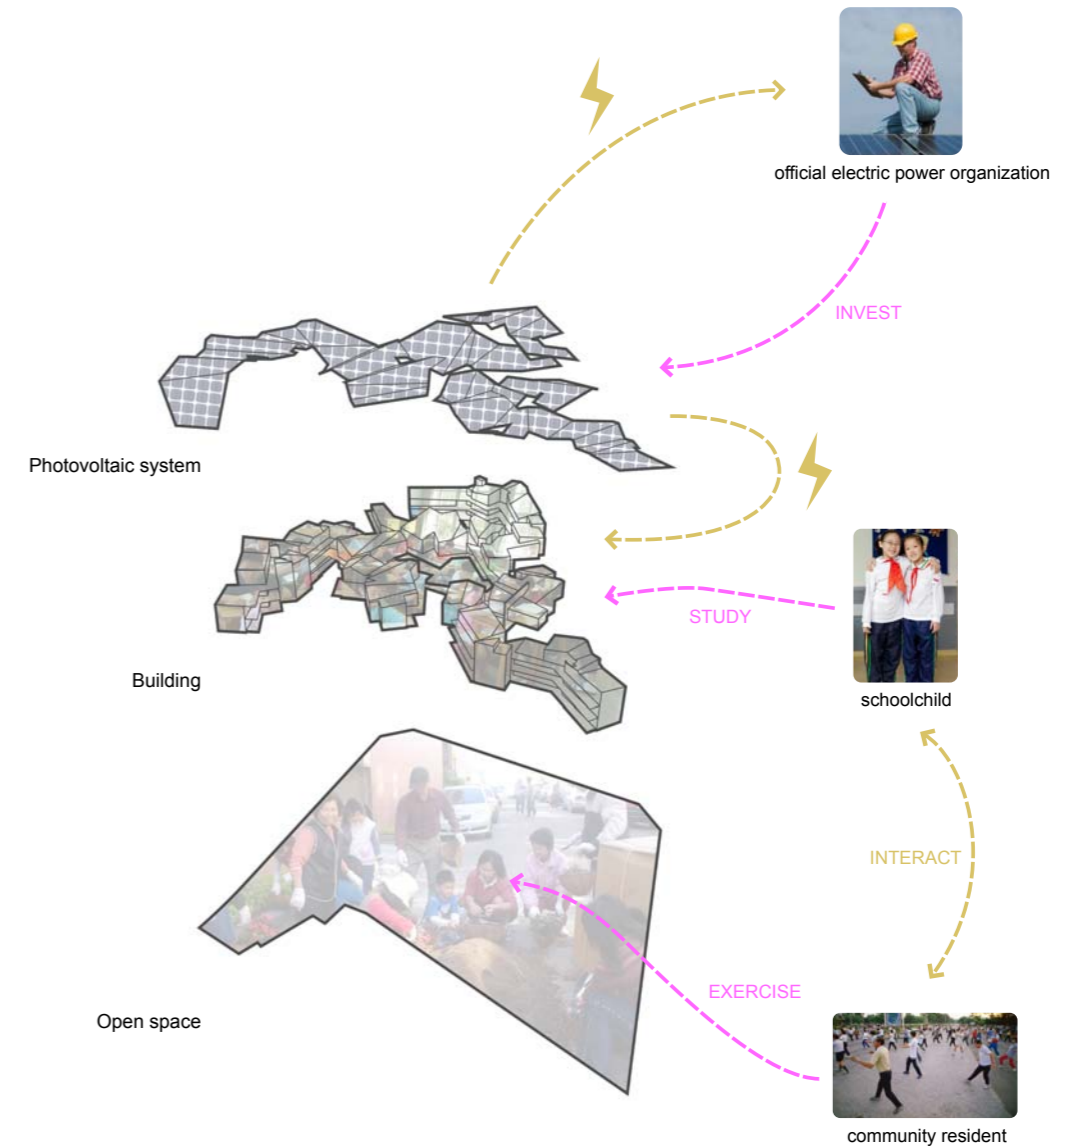 official electric power organization
INVEST
Photovoltaic system
STUDY
Building
schoolchild
INTERACT
EXERCISE
Open space
community resident